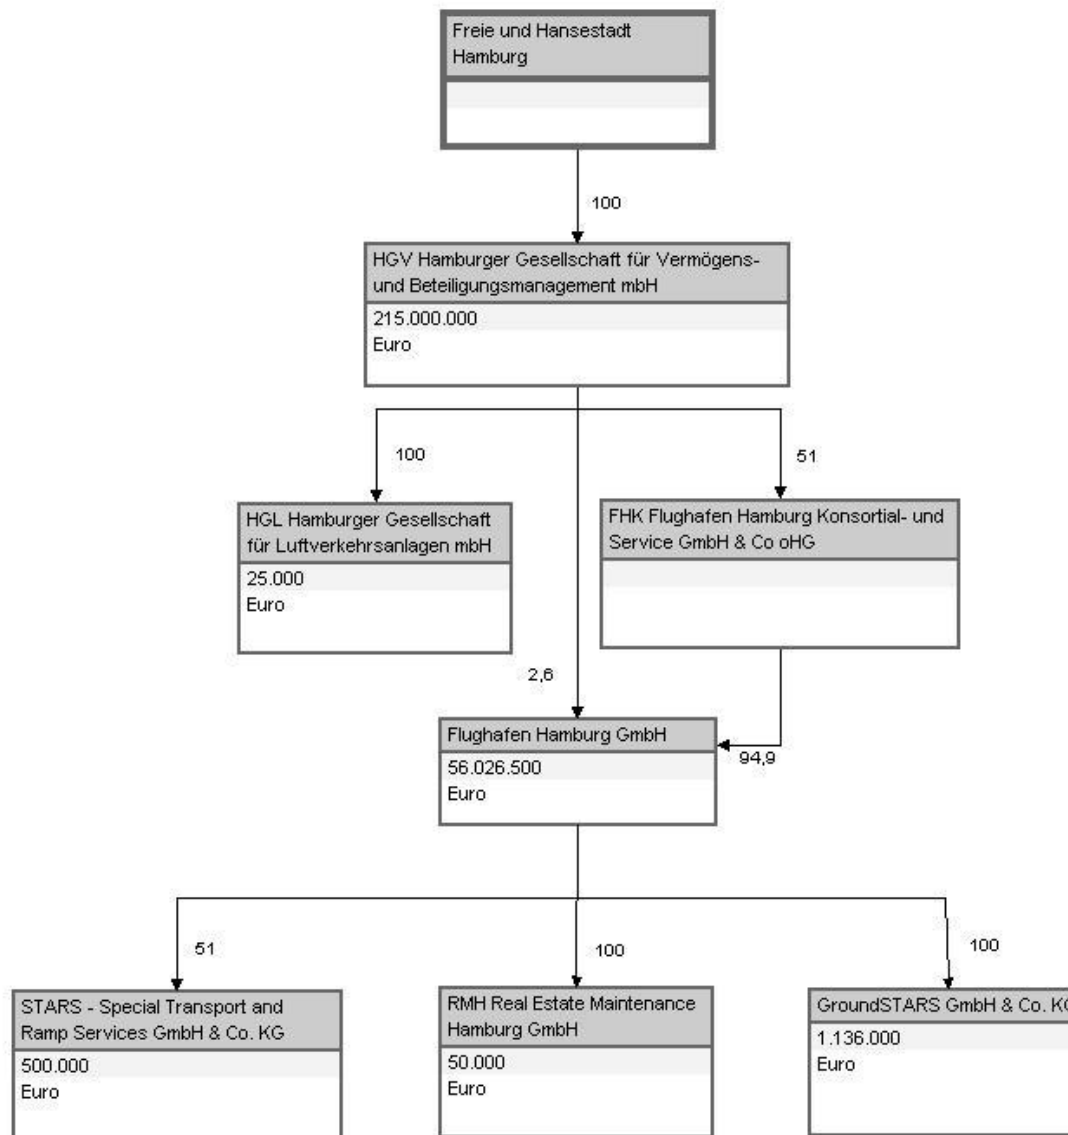 Freie und Hansestadt
Hamburg
100
HGV Hamburger Gesellschaft für Vermögens-
und Beteiligungsmanagement mbH
215.000.000
Euro
100
51
HGL Hamburger Gesellschaft
für Luftverkehrsanlagen mbH
25.000
Euro
FHK Flughafen Hamburg Konsortial- und
Service GmbH & Co oHG
2,6
94,9
Flughafen Hamburg GmbH
56.026.500
Euro
51
100
100
STARS - Special Transport and
Ramp Services GmbH & Co. KG
500.000
Euro
RMH Real Estate Maintenance
Hamburg GmbH
50.000
Euro
GroundSTARS GmbH & Co. KG
1.136.000
Euro